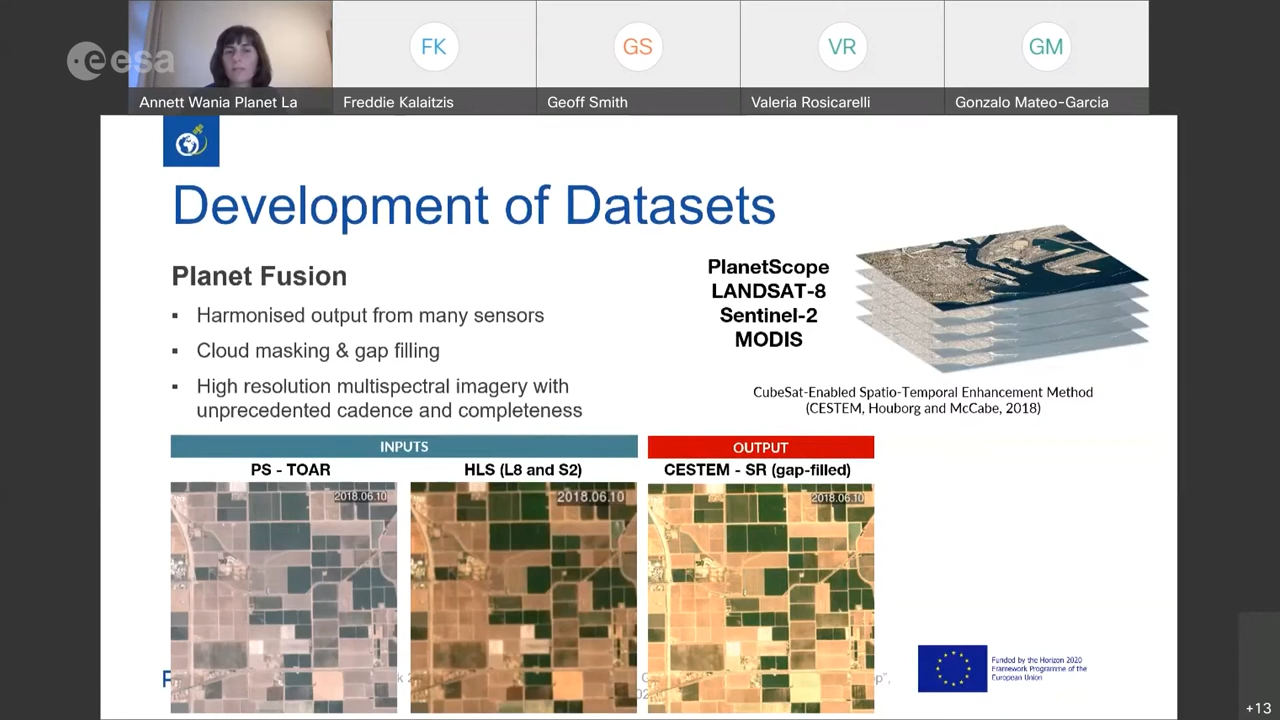 esa
FK
GS
VR
GM
Annett Wania Planet La
Freddie Kalaitzis
Geoff Smith
Valeria Rosicarelli
Gonzalo Mateo-Garcia
Development of Datasets
Planet Fusion
▪ Harmonised output from many sensors
▪ Cloud masking & gap filling
▪ High resolution multispectral imagery with
unprecedented cadence and completeness
PlanetScope
LANDSAT-8
Sentinel-2
MODIS
CubeSat-Enabled Spatio-Temporal Enhancement Method
(CESTEM, Houborg and McCabe, 2018)
INPUTS
OUTPUT
PS - TOAR
HLS (L8 and S2)
CESTEM - SR (gap-filled)
2018.06.10
2018.06.10
2018.06.10
Funded by the Horizon 2020
Framework Programme of the
European Union
+13